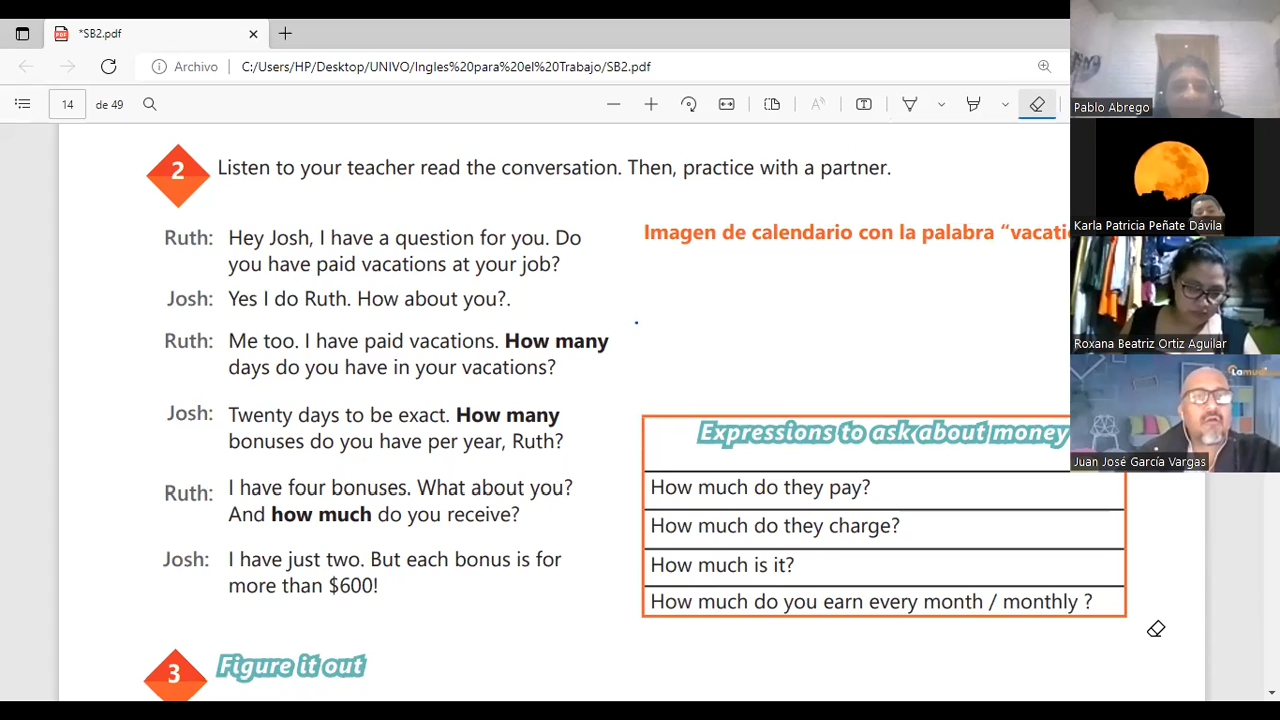 *SB2.pdf
Archivo
C:/Users/HP/Desktop/UNIVO/Ingles%20para%20el%20Trabajo/SB2.pdf
14
de 49
2
Listen to your teacher read the conversation. Then, practice with a partner.
Ruth: Hey Josh, I have a question for you. Do
you have paid vacations at your job?
Josh: Yes I do Ruth. How about you?.
Ruth: Me too. I have paid vacations. How many
days do you have in your vacations?
Josh: Twenty days to be exact. How many
bonuses do you have per year, Ruth?
Ruth: I have four bonuses. What about you?
And how much do you receive?
Josh: I have just two. But each bonus is for
more than $600!
Imagen de calendario con la palabra “vacati
Expressions to ask about money
How much do they pay?
How much do they charge?
How much is it?
How much do you earn every month / monthly ?
3
Figure it out
Pablo Abrego
Karla Patricia Peñate Dávila
Roxana Beatriz Ortiz Aguilar
Juan José García Vargas